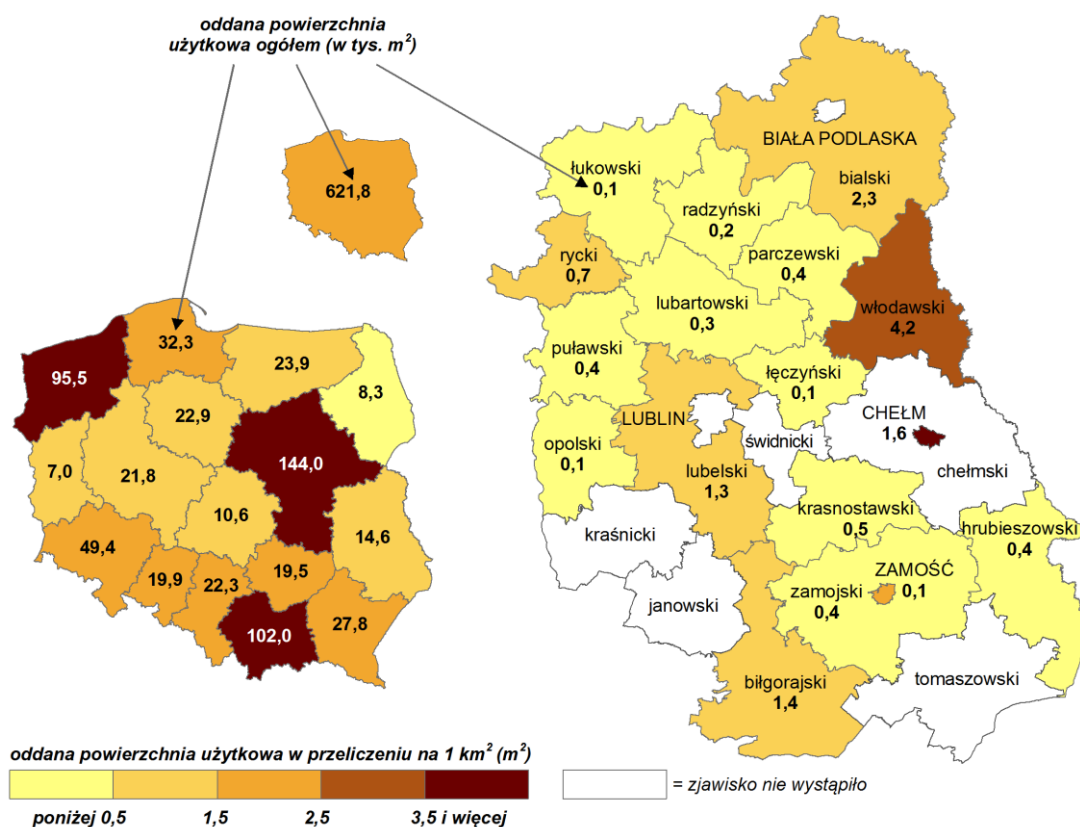 oddana powierzchnia
użytkowa ogółem (w tys. m²)
621,8
32,3
95,5
23,9
8,3
22,9
7,0
21,8
144,0
10,6
14,6
49,4
19,9
22,3
19,5
102,0
27,8
BIAŁA PODLASKA
bialski
2,3
łukowski
0,1
radzyński
0,2
rycki
0,7
parczewski
0,4
lubartowski
0,3
włodawski
4,2
puławski
0,4
łęczyński
0,1
LUBLIN
świdnicki
CHEŁM
1,6
chełmski
opolski
0,1
lubelski
1,3
krasnostawski
0,5
hrubieszowski
0,4
kraśnicki
ZAMOŚĆ
0,1
zamojski
0,4
janowski
biłgorajski
1,4
tomaszowski
oddana powierzchnia użytkowa w przeliczeniu na 1 km² (m²)
poniżej 0,5 1,5 2,5 3,5 i więcej
= zjawisko nie wystąpiło